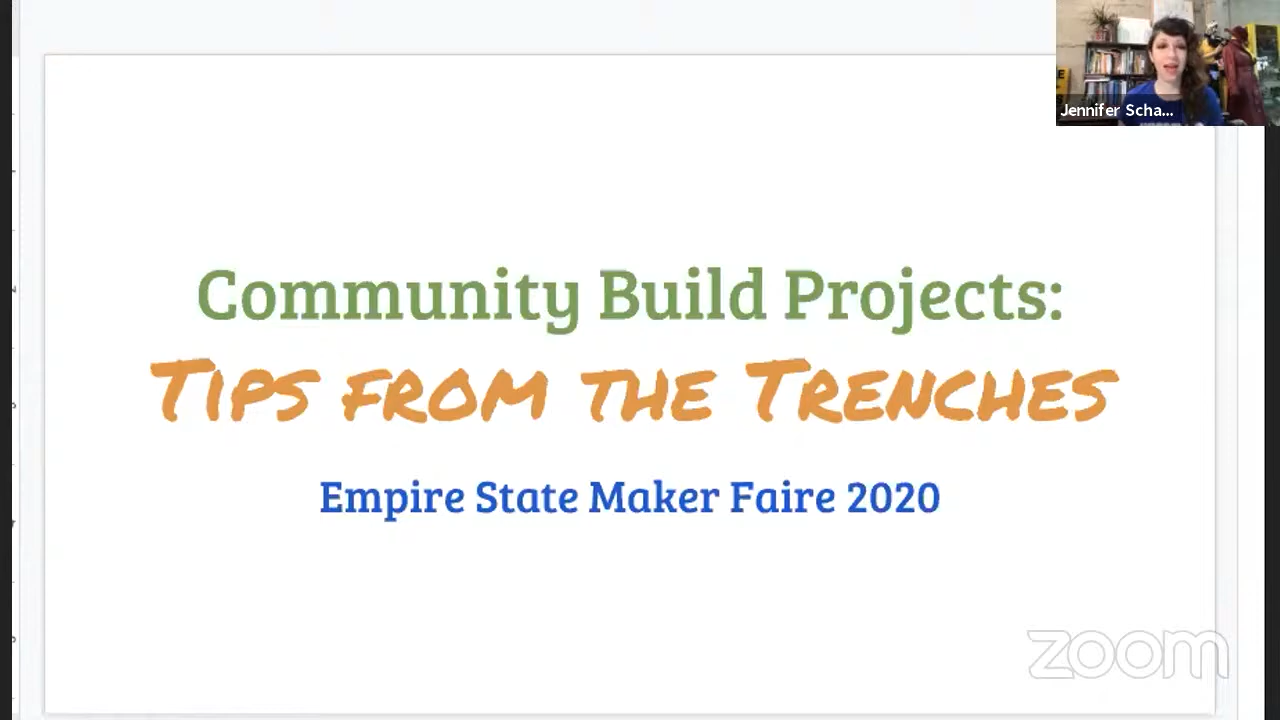 Jennifer Scha...
Community Build Projects:
TIPS FROM THE TRENCHES
Empire State Maker Faire 2020
zoom